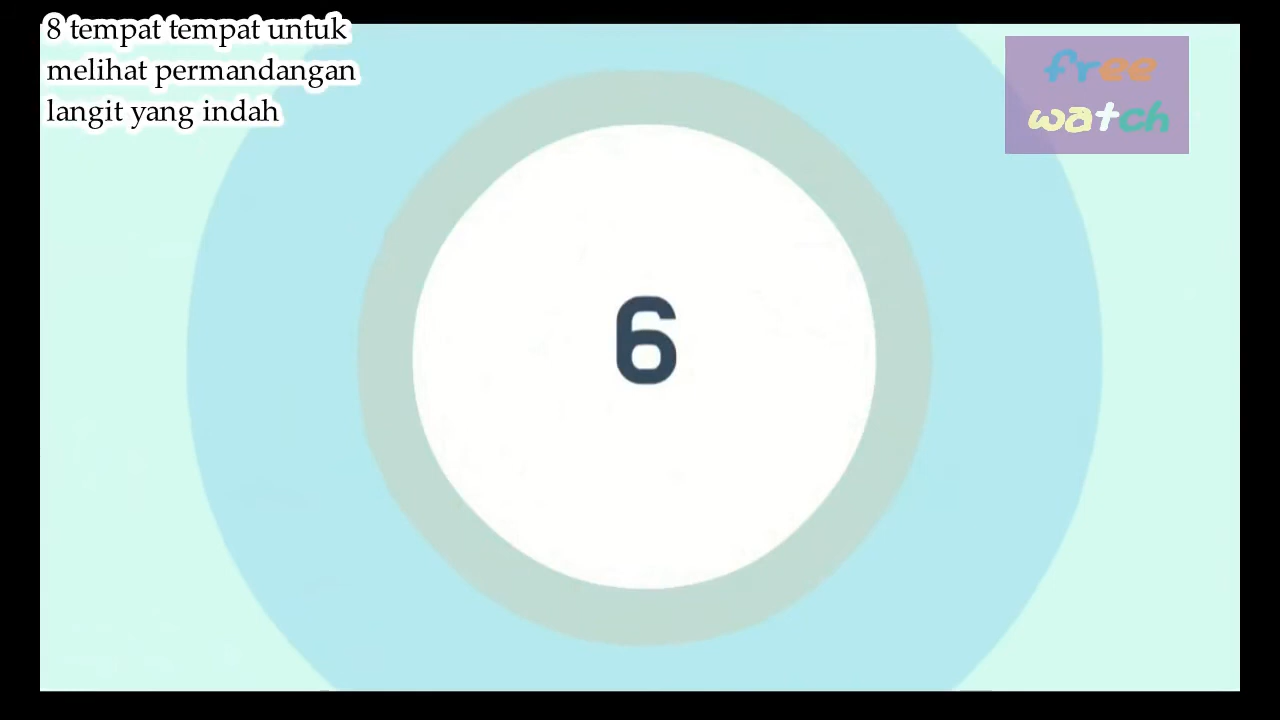 8 tempat tempat untuk
melihat permandangan
langit yang indah
free
watch
6